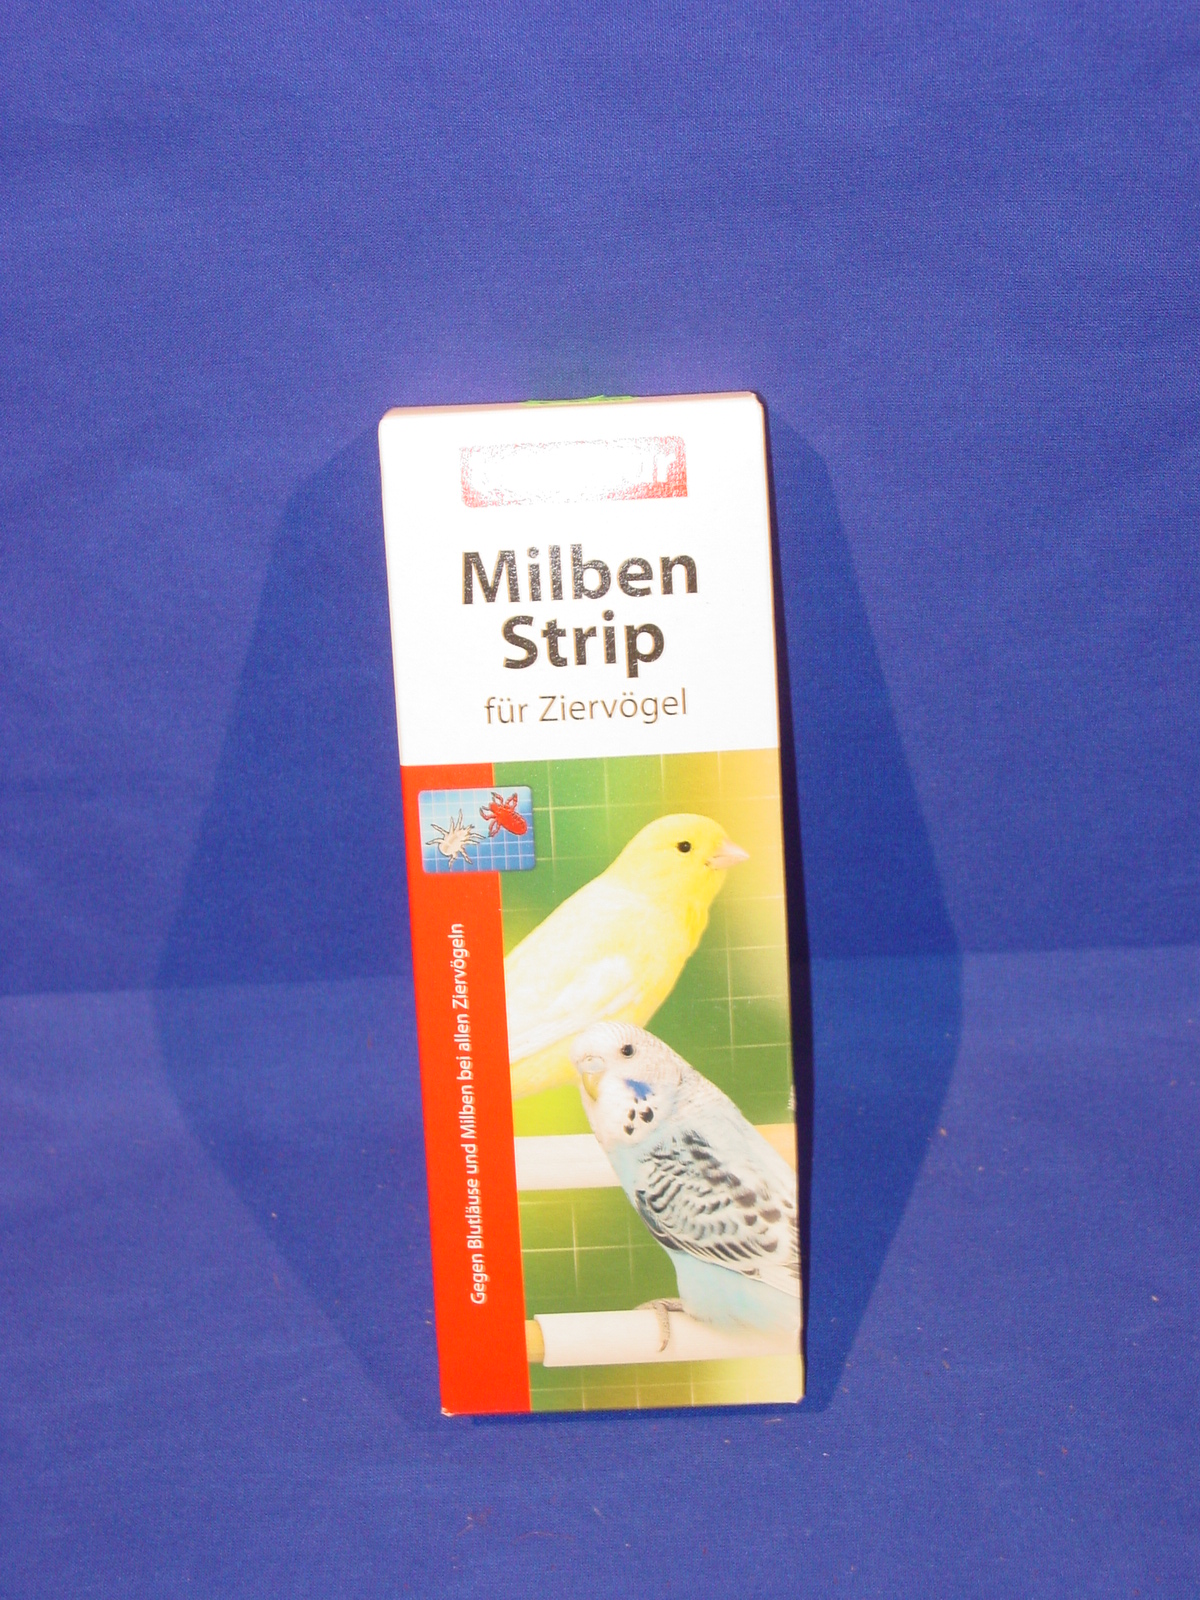 Milben
Strip
für Ziervögel
Gegen Blutläuse und Milben bei allen Ziervögeln